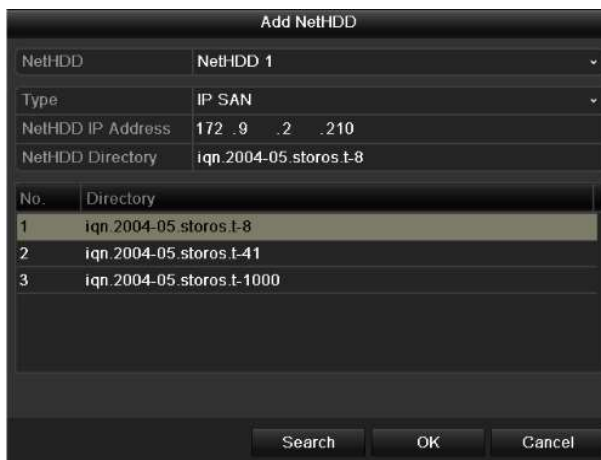 Add NetHDD
NetHDD NetHDD 1
Type IP SAN
NetHDD IP Address 172 .9 .2 .210
NetHDD Directory iqn.2004-05.storos.t-8
No. Directory
1 iqn.2004-05.storos.t-8
2 iqn.2004-05.storos.t-41
3 iqn.2004-05.storos.t-1000
Search OK Cancel